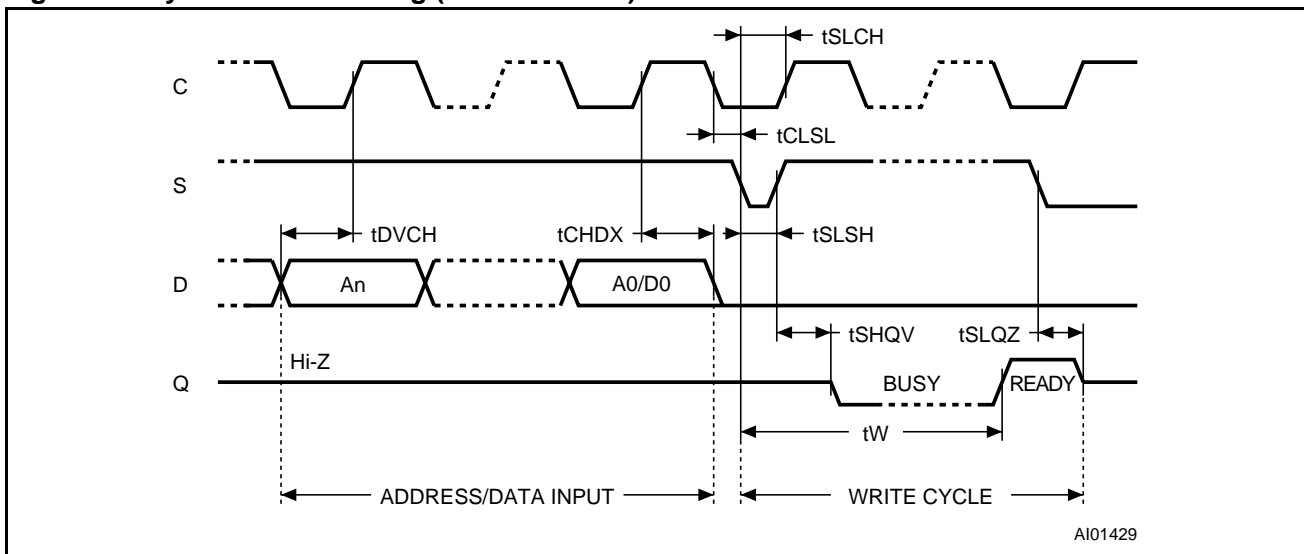 tSLCH
C
tCLSL
S
tDVCH
tCHDX
tSLSH
D
An
A0/D0
tSHQV
tSLQZ
Hi-Z
Q
BUSY
READY
tW
ADDRESS/DATA INPUT
WRITE CYCLE
AI01429